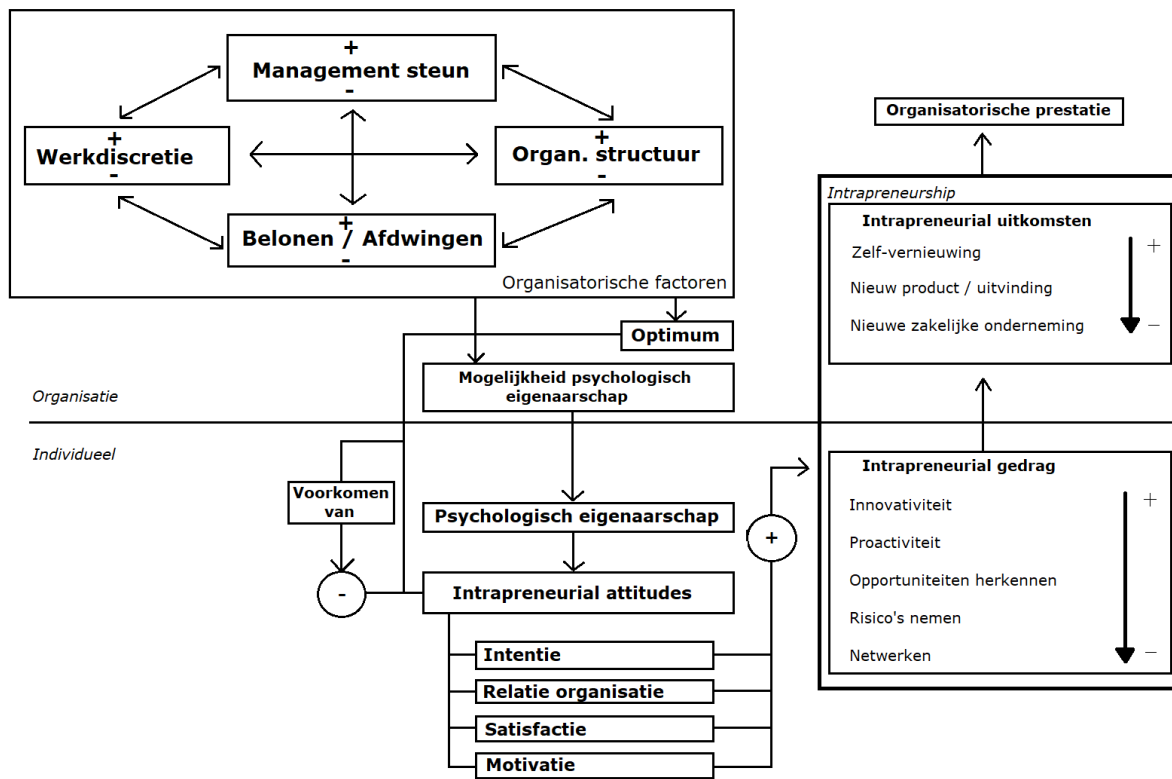 +
Management steun
-
+
Werkdiscretie
-
+
Organ. structuur
-
+
Belonen / Afdwingen
-
Organisatorische factoren
Optimum
Mogelijkheid psychologisch
eigenaarschap
Organisatie
Individueel
Voorkomen
van
-
Psychologisch eigenaarschap
Intrapreneurial attitudes
Intentie
Relatie organisatie
Satisfactie
Motivatie
+
Organisatorische prestatie
Intrapreneurship
Intrapreneurial uitkomsten
Zelf-vernieuwing
+
Nieuw product / uitvinding
Nieuwe zakelijke onderneming
-
Intrapreneurial gedrag
Innovativiteit
+
Proactiviteit
Opportuniteiten herkennen
Risico's nemen
Netwerken
-